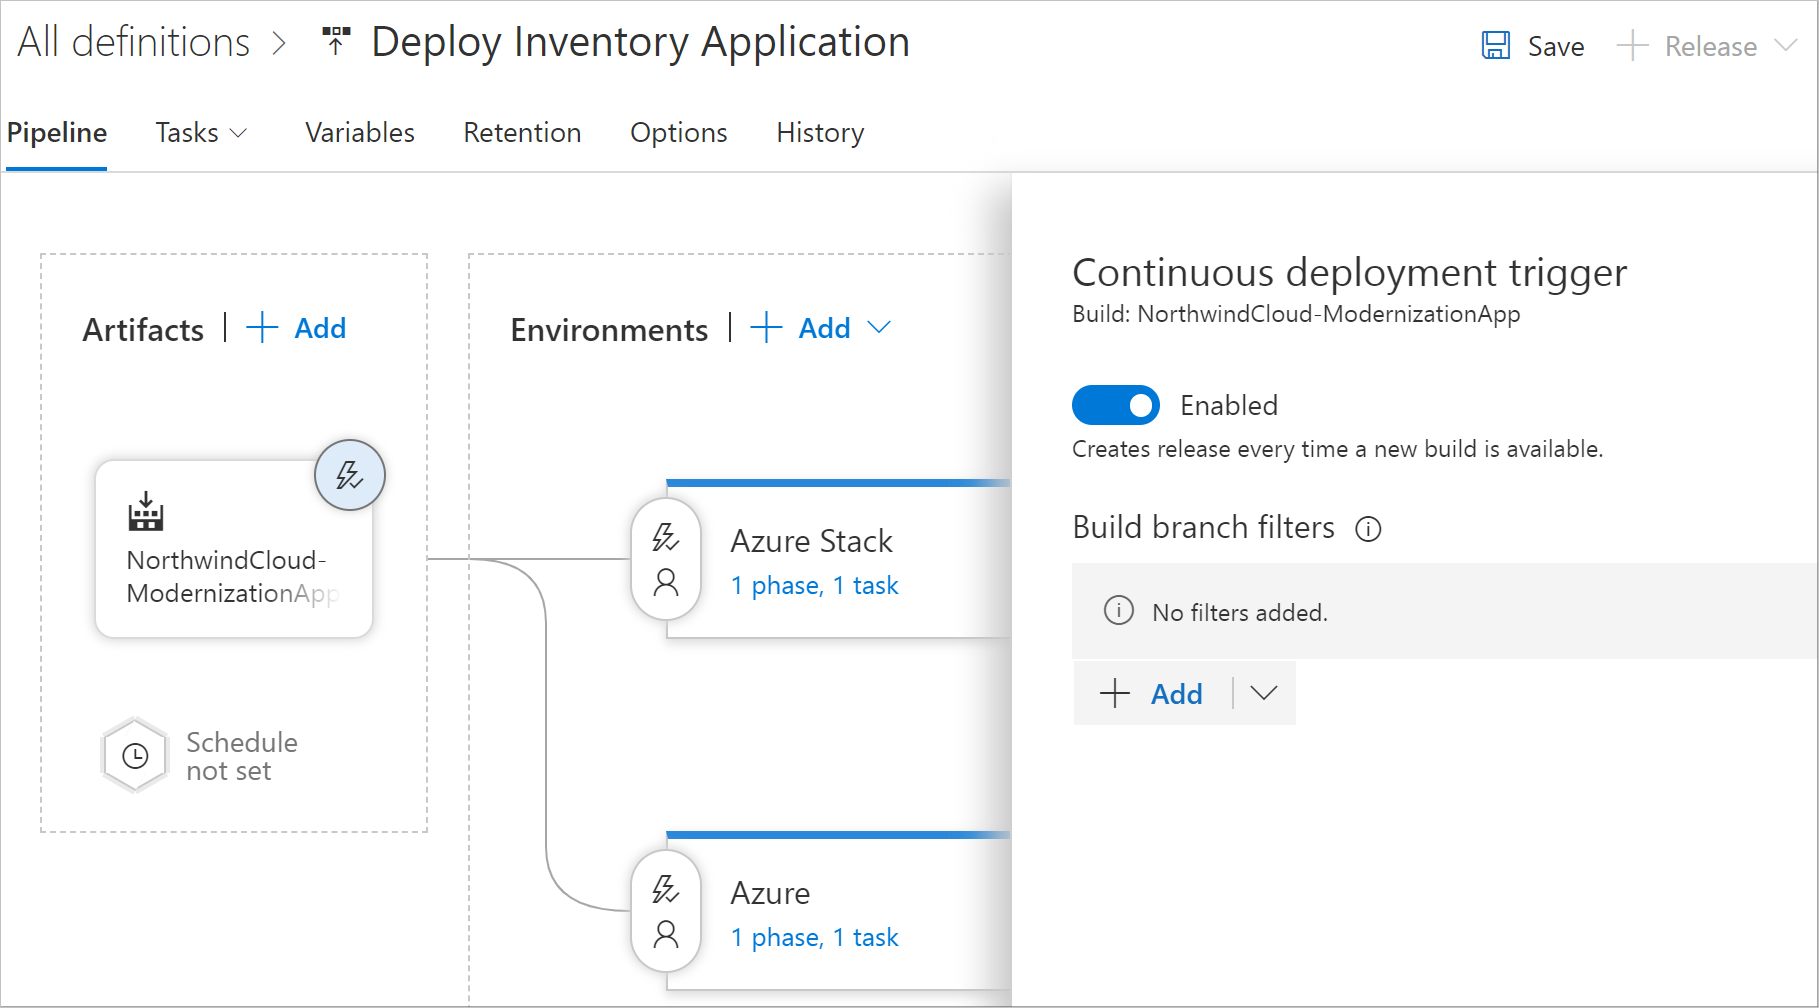 All definitions > Deploy Inventory Application
Save
Release
Pipeline
Tasks
Variables
Retention
Options
History
Artifacts | + Add
NorthwindCloud-
ModernizationApp
Schedule
not set
Environments | + Add
Azure Stack
1 phase, 1 task
Azure
1 phase, 1 task
Continuous deployment trigger
Build: NorthwindCloud-ModernizationApp
Enabled
Creates release every time a new build is available.
Build branch filters
No filters added.
+ Add